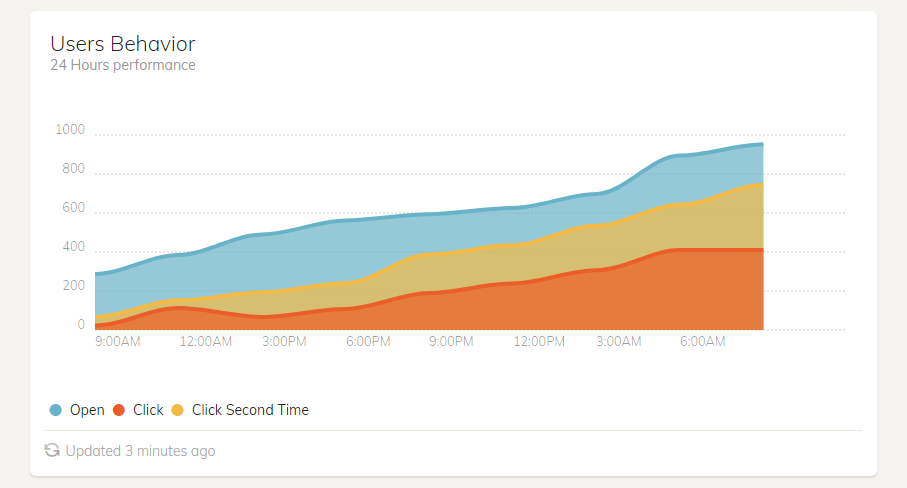 Users Behavior
24 Hours performance
1000
800
600
400
200
0
9:00AM 12:00AM 3:00PM 6:00PM 9:00PM 12:00PM 3:00AM 6:00AM
Open Click Click Second Time
Updated 3 minutes ago